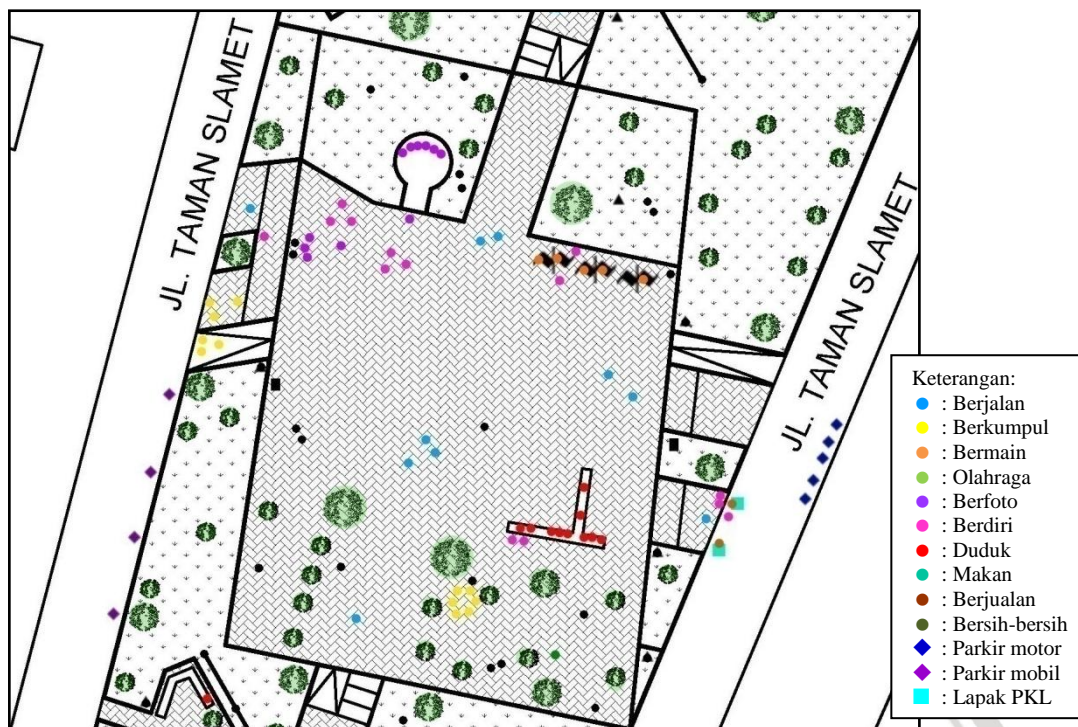 JL. TAMAN SLAMET
JL. TAMAN SLAMET
Keterangan:
: Berjalan
: Berkumpul
: Bermain
: Olahraga
: Berfoto
: Berdiri
: Duduk
: Makan
: Berjualan
: Bersih-bersih
: Parkir motor
: Parkir mobil
: Lapak PKL